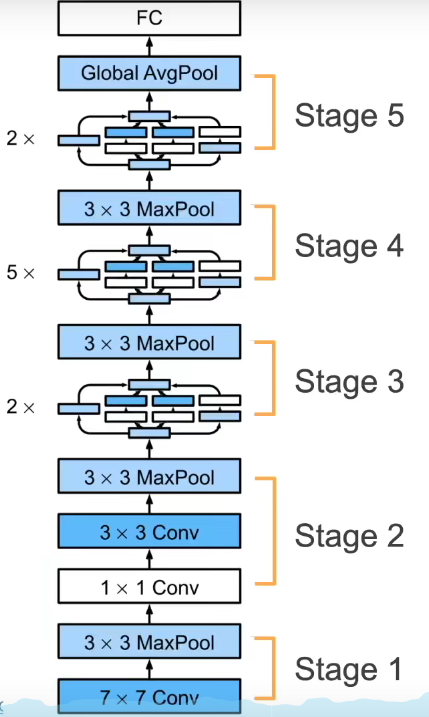 FC
Global AvgPool
Stage 5
2 ×
3 × 3 MaxPool
Stage 4
5 ×
3 × 3 MaxPool
Stage 3
2 ×
3 × 3 MaxPool
3 × 3 Conv
Stage 2
1 × 1 Conv
3 × 3 MaxPool
Stage 1
7 × 7 Conv